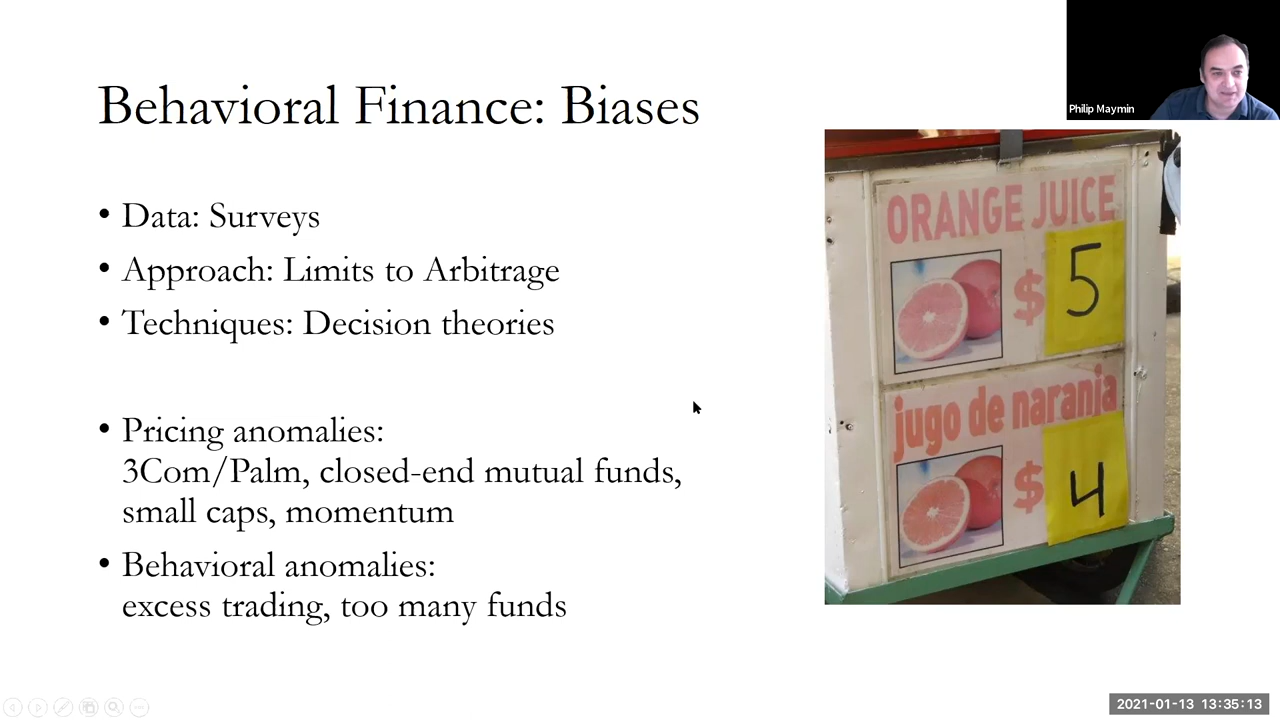 Behavioral Finance: Biases
• Data: Surveys
• Approach: Limits to Arbitrage
• Techniques: Decision theories
• Pricing anomalies:
3Com/Palm, closed-end mutual funds,
small caps, momentum
• Behavioral anomalies:
excess trading, too many funds
Philip Maymin
ORANGE JUICE
$ 5
jugo de naranja
$ 4
2021-01-13 13:35:13